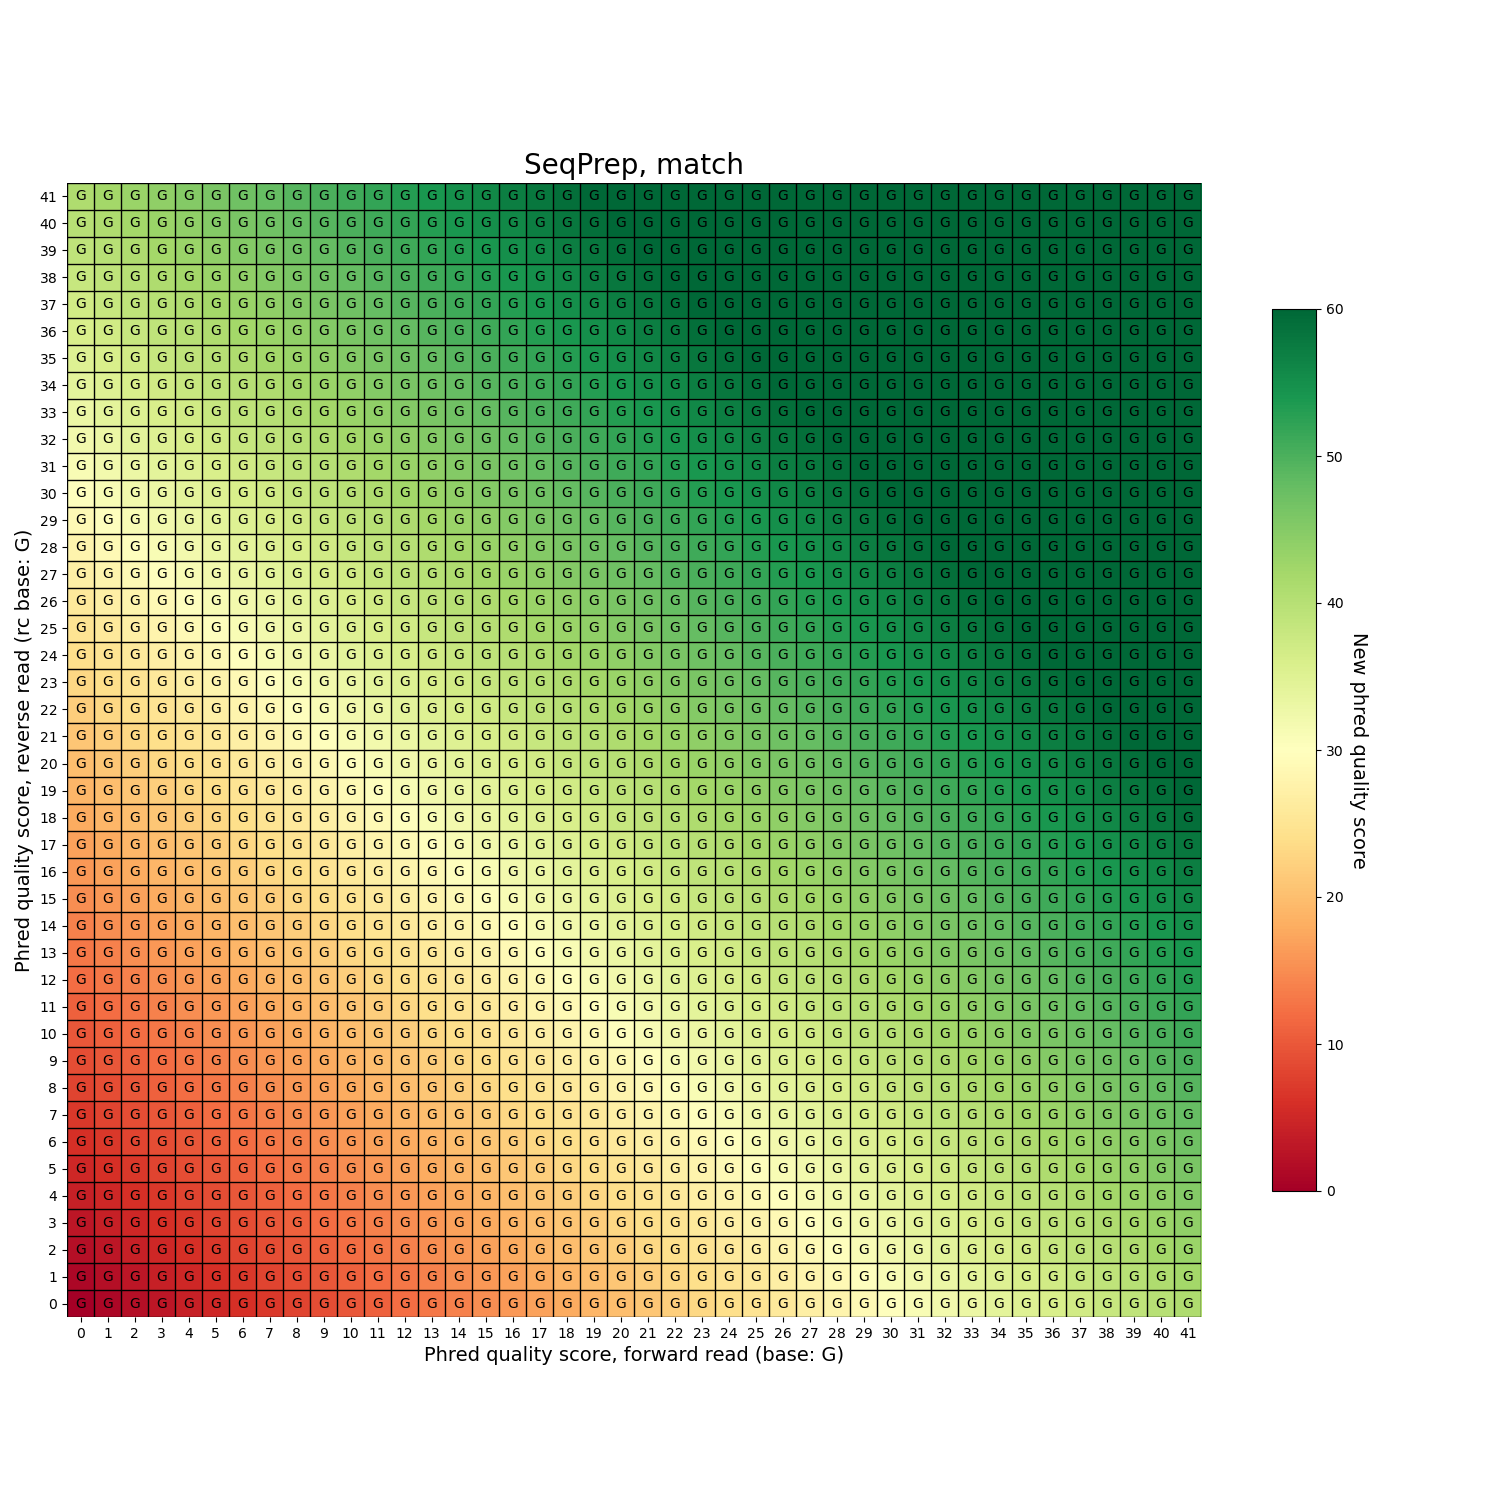 SeqPrep, match
41 G G G G G G G G G G G G G G G G G G G G G G G G G G G G G G G G G G G G G G G G G G
40 G G G G G G G G G G G G G G G G G G G G G G G G G G G G G G G G G G G G G G G G G G
39 G G G G G G G G G G G G G G G G G G G G G G G G G G G G G G G G G G G G G G G G G G
38 G G G G G G G G G G G G G G G G G G G G G G G G G G G G G G G G G G G G G G G G G G
37 G G G G G G G G G G G G G G G G G G G G G G G G G G G G G G G G G G G G G G G G G G
36 G G G G G G G G G G G G G G G G G G G G G G G G G G G G G G G G G G G G G G G G G G
35 G G G G G G G G G G G G G G G G G G G G G G G G G G G G G G G G G G G G G G G G G G
34 G G G G G G G G G G G G G G G G G G G G G G G G G G G G G G G G G G G G G G G G G G
33 G G G G G G G G G G G G G G G G G G G G G G G G G G G G G G G G G G G G G G G G G G
32 G G G G G G G G G G G G G G G G G G G G G G G G G G G G G G G G G G G G G G G G G G
31 G G G G G G G G G G G G G G G G G G G G G G G G G G G G G G G G G G G G G G G G G G
30 G G G G G G G G G G G G G G G G G G G G G G G G G G G G G G G G G G G G G G G G G G
29 G G G G G G G G G G G G G G G G G G G G G G G G G G G G G G G G G G G G G G G G G G
28 G G G G G G G G G G G G G G G G G G G G G G G G G G G G G G G G G G G G G G G G G G
27 G G G G G G G G G G G G G G G G G G G G G G G G G G G G G G G G G G G G G G G G G G
26 G G G G G G G G G G G G G G G G G G G G G G G G G G G G G G G G G G G G G G G G G G
25 G G G G G G G G G G G G G G G G G G G G G G G G G G G G G G G G G G G G G G G G G G
24 G G G G G G G G G G G G G G G G G G G G G G G G G G G G G G G G G G G G G G G G G G
23 G G G G G G G G G G G G G G G G G G G G G G G G G G G G G G G G G G G G G G G G G G
22 G G G G G G G G G G G G G G G G G G G G G G G G G G G G G G G G G G G G G G G G G G
21 G G G G G G G G G G G G G G G G G G G G G G G G G G G G G G G G G G G G G G G G G G
20 G G G G G G G G G G G G G G G G G G G G G G G G G G G G G G G G G G G G G G G G G G
19 G G G G G G G G G G G G G G G G G G G G G G G G G G G G G G G G G G G G G G G G G G
18 G G G G G G G G G G G G G G G G G G G G G G G G G G G G G G G G G G G G G G G G G G
17 G G G G G G G G G G G G G G G G G G G G G G G G G G G G G G G G G G G G G G G G G G
16 G G G G G G G G G G G G G G G G G G G G G G G G G G G G G G G G G G G G G G G G G G
15 G G G G G G G G G G G G G G G G G G G G G G G G G G G G G G G G G G G G G G G G G G
14 G G G G G G G G G G G G G G G G G G G G G G G G G G G G G G G G G G G G G G G G G G
13 G G G G G G G G G G G G G G G G G G G G G G G G G G G G G G G G G G G G G G G G G G
12 G G G G G G G G G G G G G G G G G G G G G G G G G G G G G G G G G G G G G G G G G G
11 G G G G G G G G G G G G G G G G G G G G G G G G G G G G G G G G G G G G G G G G G G
10 G G G G G G G G G G G G G G G G G G G G G G G G G G G G G G G G G G G G G G G G G G
9 G G G G G G G G G G G G G G G G G G G G G G G G G G G G G G G G G G G G G G G G G G
8 G G G G G G G G G G G G G G G G G G G G G G G G G G G G G G G G G G G G G G G G G G
7 G G G G G G G G G G G G G G G G G G G G G G G G G G G G G G G G G G G G G G G G G G
6 G G G G G G G G G G G G G G G G G G G G G G G G G G G G G G G G G G G G G G G G G G
5 G G G G G G G G G G G G G G G G G G G G G G G G G G G G G G G G G G G G G G G G G G
4 G G G G G G G G G G G G G G G G G G G G G G G G G G G G G G G G G G G G G G G G G G
3 G G G G G G G G G G G G G G G G G G G G G G G G G G G G G G G G G G G G G G G G G G
2 G G G G G G G G G G G G G G G G G G G G G G G G G G G G G G G G G G G G G G G G G G
1 G G G G G G G G G G G G G G G G G G G G G G G G G G G G G G G G G G G G G G G G G G
0 G G G G G G G G G G G G G G G G G G G G G G G G G G G G G G G G G G G G G G G G G G
0 1 2 3 4 5 6 7 8 9 10 11 12 13 14 15 16 17 18 19 20 21 22 23 24 25 26 27 28 29 30 31 32 33 34 35 36 37 38 39 40 41
Phred quality score, forward read (base: G)
Phred quality score, reverse read (rc base: G)
60
50
40
30
20
10
0
New phred quality score